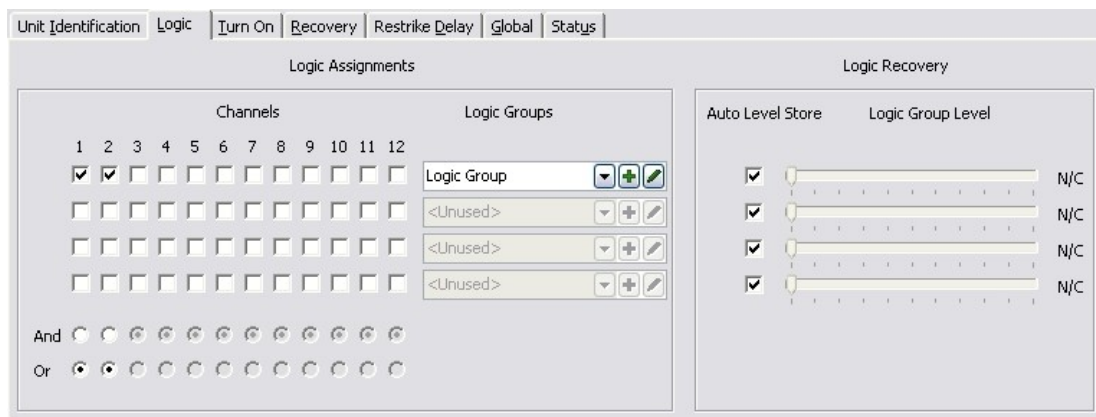 Unit Identification Logic Turn On Recovery Restrike Delay Global Status
Logic Assignments
Logic Recovery
Channels
Logic Groups
Auto Level Store
Logic Group Level
1 2 3 4 5 6 7 8 9 10 11 12
Logic Group
N/C
<Unused>
N/C
<Unused>
N/C
<Unused>
N/C
And
Or